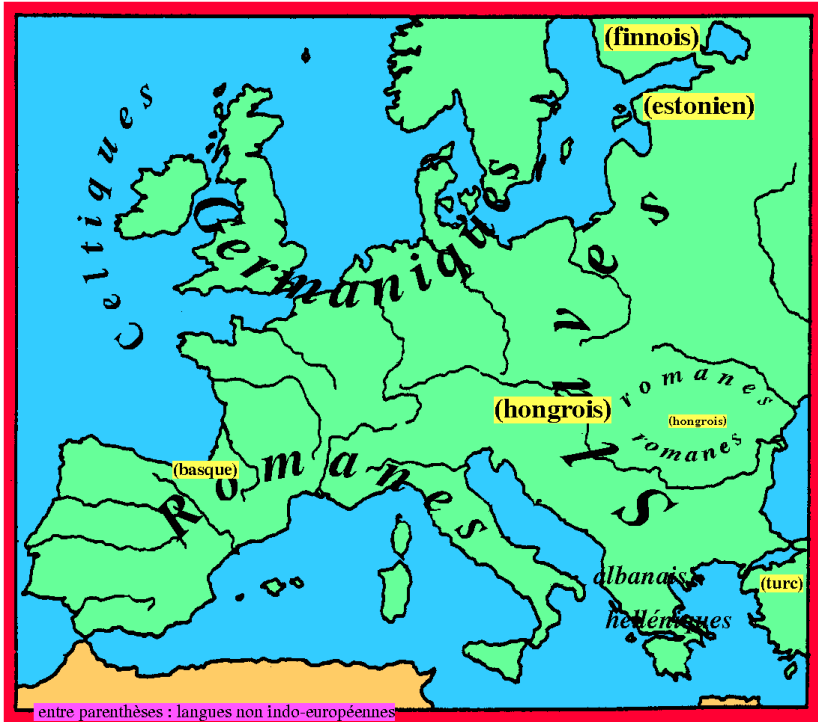 (finnois)
(estonien)
Celtiques
Germaniques
slaves
romanes
(hongrois)
(hongrois)
romanes
(basque)
Romanes
albanais
(turc)
helléniques
entre parenthèses : langues non indo-européennes